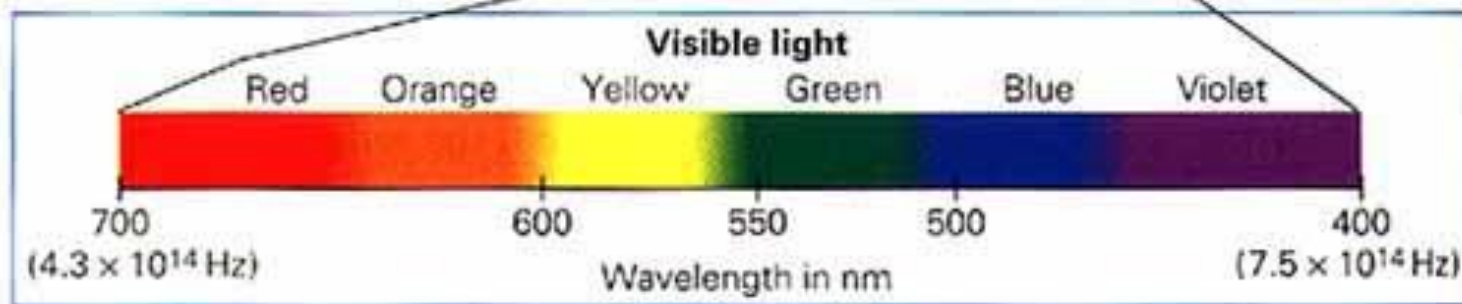 Visible light
Red Orange Yellow Green Blue Violet
700 600 550 500 400
(4.3 × 10¹⁴ Hz) Wavelength in nm (7.5 × 10¹⁴ Hz)